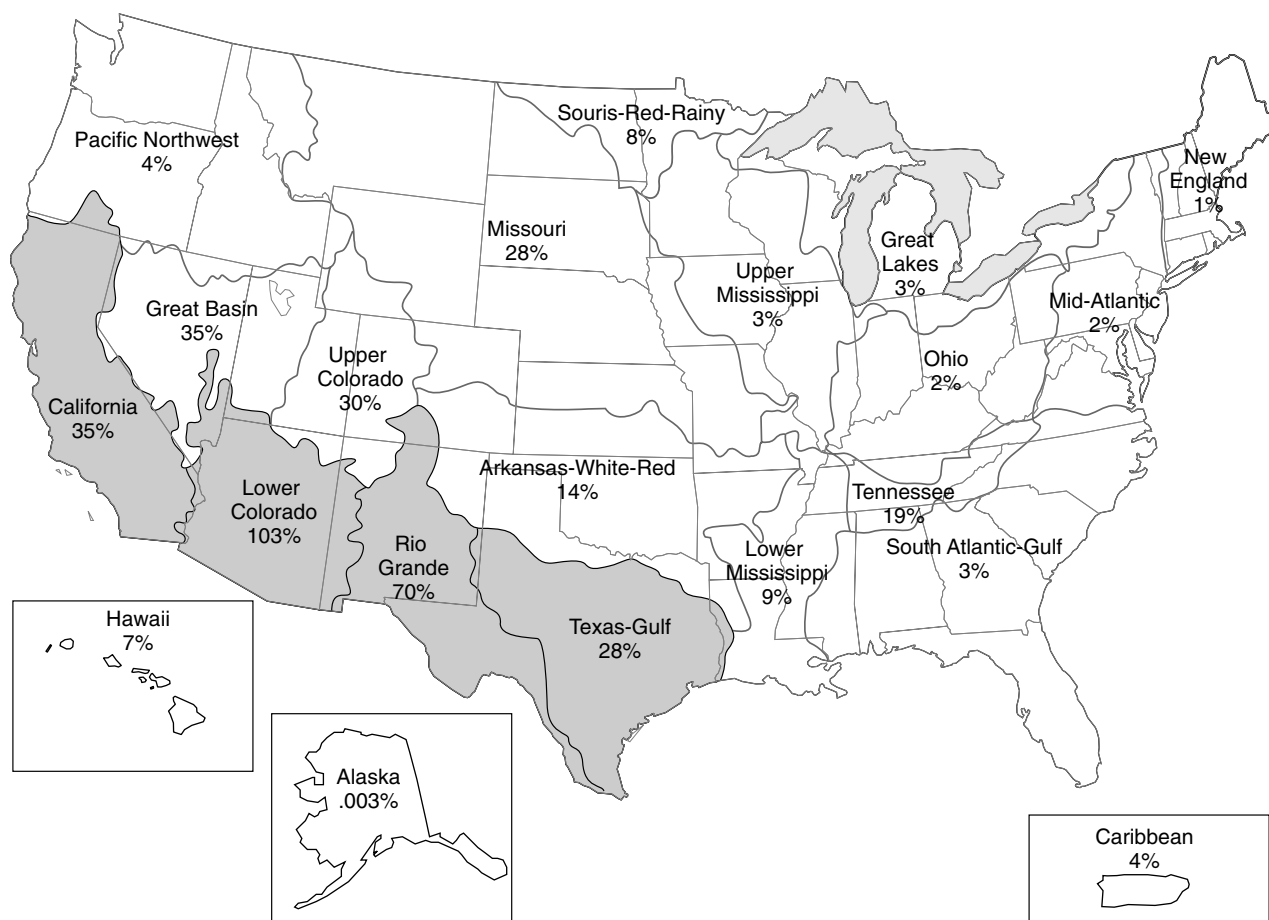 Souris-Red-Rainy
8%
Pacific Northwest
4%
New
England
1%
Missouri
28%
Great
Lakes
3%
Upper
Mississippi
3%
Mid-Atlantic
2%
Great Basin
35%
Upper
Colorado
30%
Ohio
2%
California
35%
Arkansas-White-Red
14%
Lower
Colorado
103%
Tennessee
19%
Rio
Grande
70%
Lower
Mississippi
9%
South Atlantic-Gulf
3%
Texas-Gulf
28%
Hawaii
7%
Alaska
.003%
Caribbean
4%